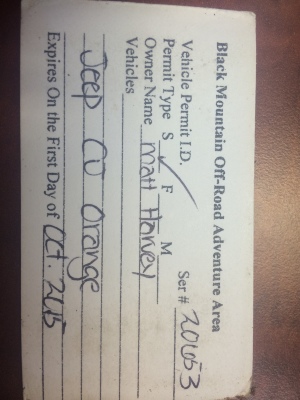 Black Mountain Off-Road Adventure Area
Vehicle Permit I.D. Ser # 20653
Permit Type S ✓ F M
Owner Name Matt Harvey
Vehicles
Jeep CJ Orange
Expires On the First Day of Oct. 2015